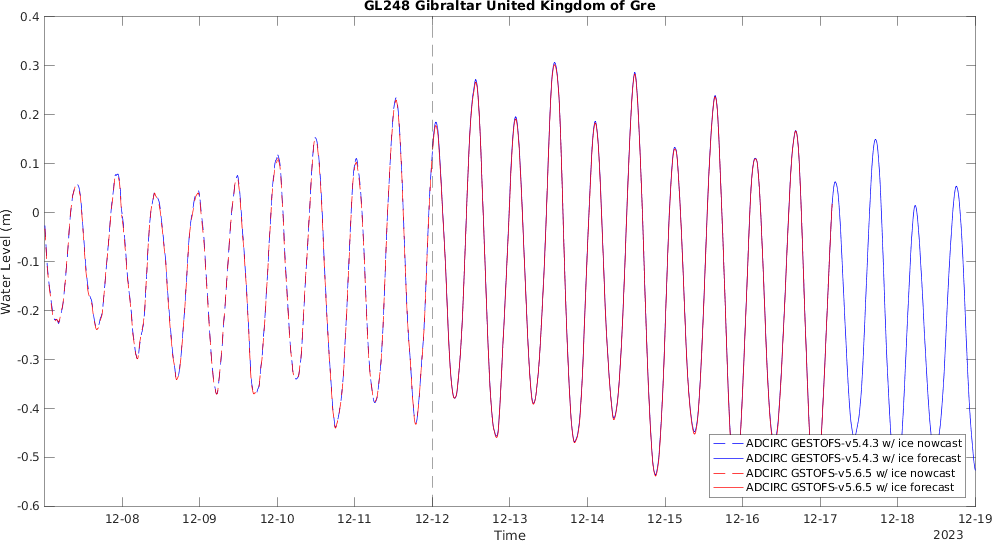 GL248 Gibraltar United Kingdom of Gre
0.4
0.3
0.2
0.1
0
-0.1
-0.2
-0.3
-0.4
-0.5
-0.6
Water Level (m)
ADCIRC GESTOFS-v5.4.3 w/ ice nowcast
ADCIRC GESTOFS-v5.4.3 w/ ice forecast
ADCIRC GSTOFS-v5.6.5 w/ ice nowcast
ADCIRC GSTOFS-v5.6.5 w/ ice forecast
12-08 12-09 12-10 12-11 12-12 12-13 12-14 12-15 12-16 12-17 12-18 12-19
Time
2023